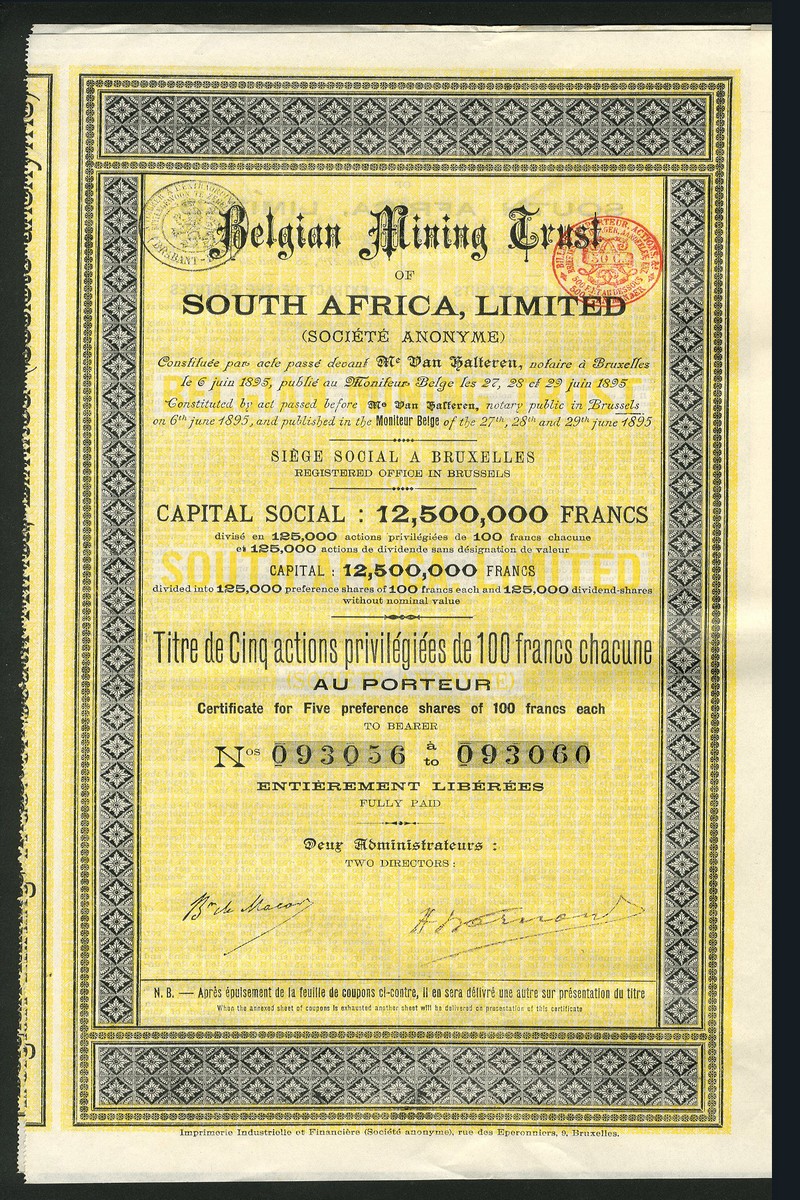 Belgian Mining Trust
OF
SOUTH AFRICA, LIMITED
(SOCIÉTÉ ANONYME)
Constituée par acte passé devant Me Van Halteren, notaire à Bruxelles
le 6 juin 1895, publié au Moniteur Belge les 27, 28 et 29 juin 1895
Constituted by act passed before Me Van Halteren, notary public in Brussels
on 6th june 1895, and published in the Moniteur Belge of the 27th, 28th and 29th june 1895
SIÈGE SOCIAL A BRUXELLES
REGISTERED OFFICE IN BRUSSELS
CAPITAL SOCIAL : 12,500,000 FRANCS
divisé en 125,000 actions privilégiées de 100 francs chacune
et 125,000 actions de dividende sans désignation de valeur
CAPITAL : 12,500,000 FRANCS
divided into 125,000 preference shares of 100 francs each and 125,000 dividend-shares
without nominal value
Titre de Cinq actions privilégiées de 100 francs chacune
AU PORTEUR
Certificate for Five preference shares of 100 francs each
TO BEARER
Nos 093056 à to 093060
ENTIÈREMENT LIBÉRÉES
FULLY PAID
Deux Administrateurs :
TWO DIRECTORS :
N. B. — Après épuisement de la feuille de coupons ci-contre, il en sera délivré une autre sur présentation du titre
When the annexed sheet of coupons is exhausted another sheet will be delivered on presentation of this certificate
Imprimerie Industrielle et Financière (Société anonyme), rue des Eperonniers, 9, Bruxelles.